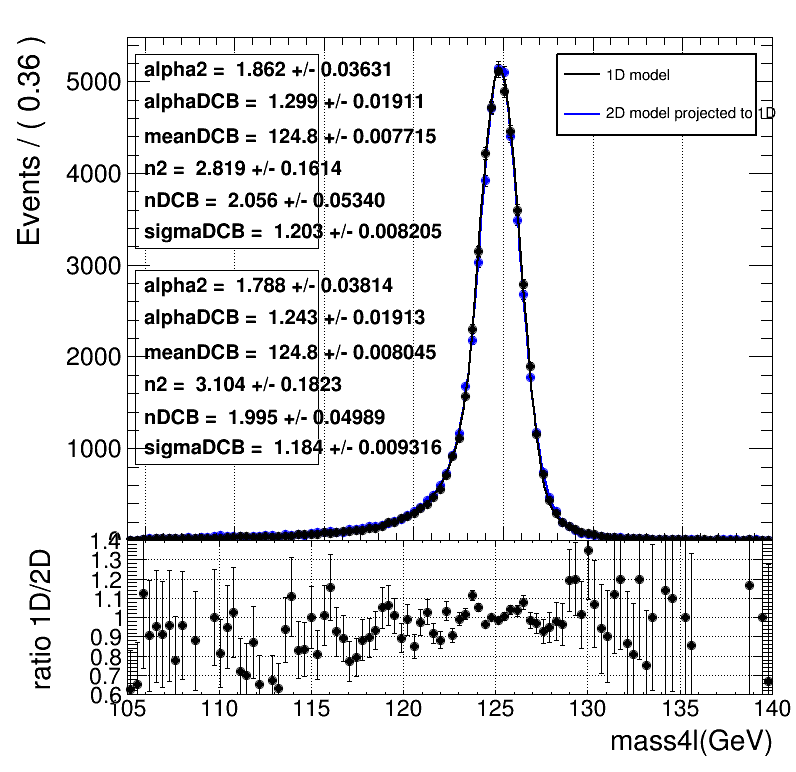 Events / ( 0.36 )
5000
4000
3000
2000
1000
0
alpha2 = 1.862 +/- 0.03631
alphaDCB = 1.299 +/- 0.01911
meanDCB = 124.8 +/- 0.007715
n2 = 2.819 +/- 0.1614
nDCB = 2.056 +/- 0.05340
sigmaDCB = 1.203 +/- 0.008205
alpha2 = 1.788 +/- 0.03814
alphaDCB = 1.243 +/- 0.01913
meanDCB = 124.8 +/- 0.008045
n2 = 3.104 +/- 0.1823
nDCB = 1.995 +/- 0.04989
sigmaDCB = 1.184 +/- 0.009316
1D model
2D model projected to 1D
ratio 1D/2D
1.4
1.3
1.2
1.1
1
0.9
0.8
0.7
0.6
105 110 115 120 125 130 135 140
mass4l(GeV)